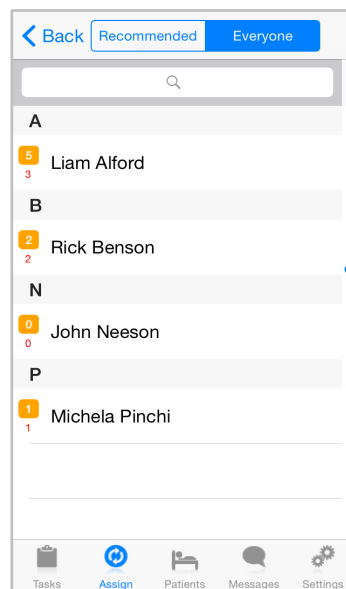 Back Recommended Everyone
A
5
3 Liam Alford
B
2
2 Rick Benson
N
0
0 John Neeson
P
1
1 Michela Pinchi
Tasks Assign Patients Messages Settings